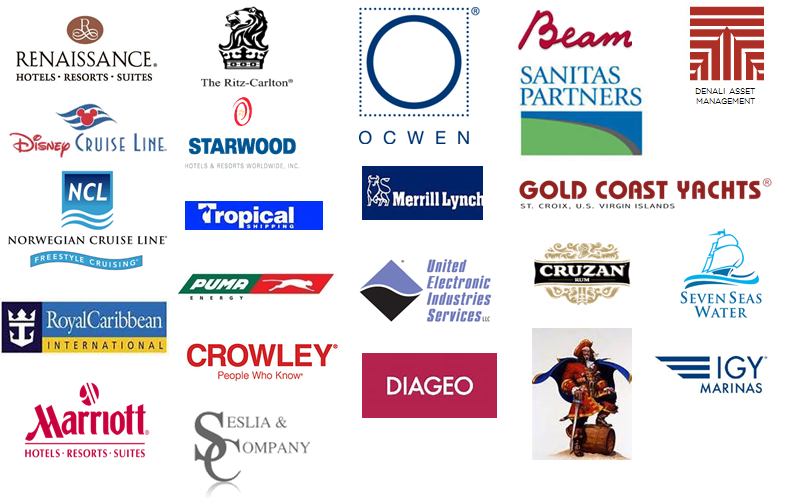 R
RENAISSANCE®
HOTELS • RESORTS • SUITES
Disney CRUISE LINE®
NCL
NORWEGIAN CRUISE LINE®
FREESTYLE CRUISING®
RoyalCaribbean
INTERNATIONAL
Marriott®
HOTELS • RESORTS • SUITES
The Ritz-Carlton®
STARWOOD
HOTELS & RESORTS WORLDWIDE, INC.
Tropical
SHIPPING
PUMA
ENERGY
CROWLEY®
People Who Know®
SESLIA &
COMPANY
®
OCWEN
Merrill Lynch
United
Electronic
Industries
Services LLC
DIAGEO
Beam
SANITAS
PARTNERS
DENALI ASSET
MANAGEMENT
GOLD COAST YACHTS®
ST. CROIX, U.S. VIRGIN ISLANDS
CRUZAN
RUM
SEVEN SEAS
WATER
IGY
MARINAS